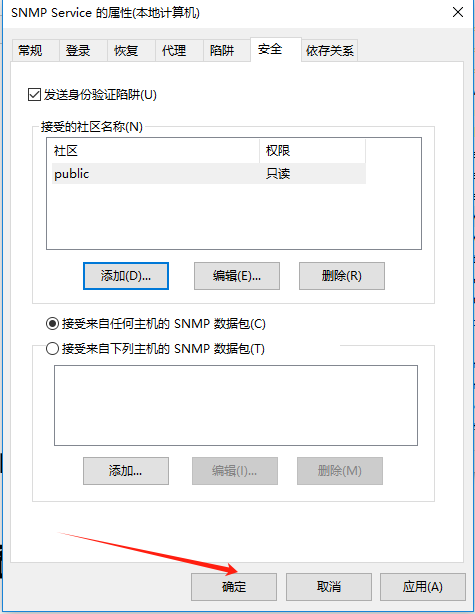 SNMP Service 的属性(本地计算机)
常规 登录 恢复 代理 陷阱 安全 依存关系
发送身份验证陷阱(U)
接受的社区名称(N)
社区 权限
public 只读
添加(D)... 编辑(E)... 删除(R)
接受来自任何主机的 SNMP 数据包(C)
接受来自下列主机的 SNMP 数据包(T)
添加... 编辑(I)... 删除(M)
确定 取消 应用(A)